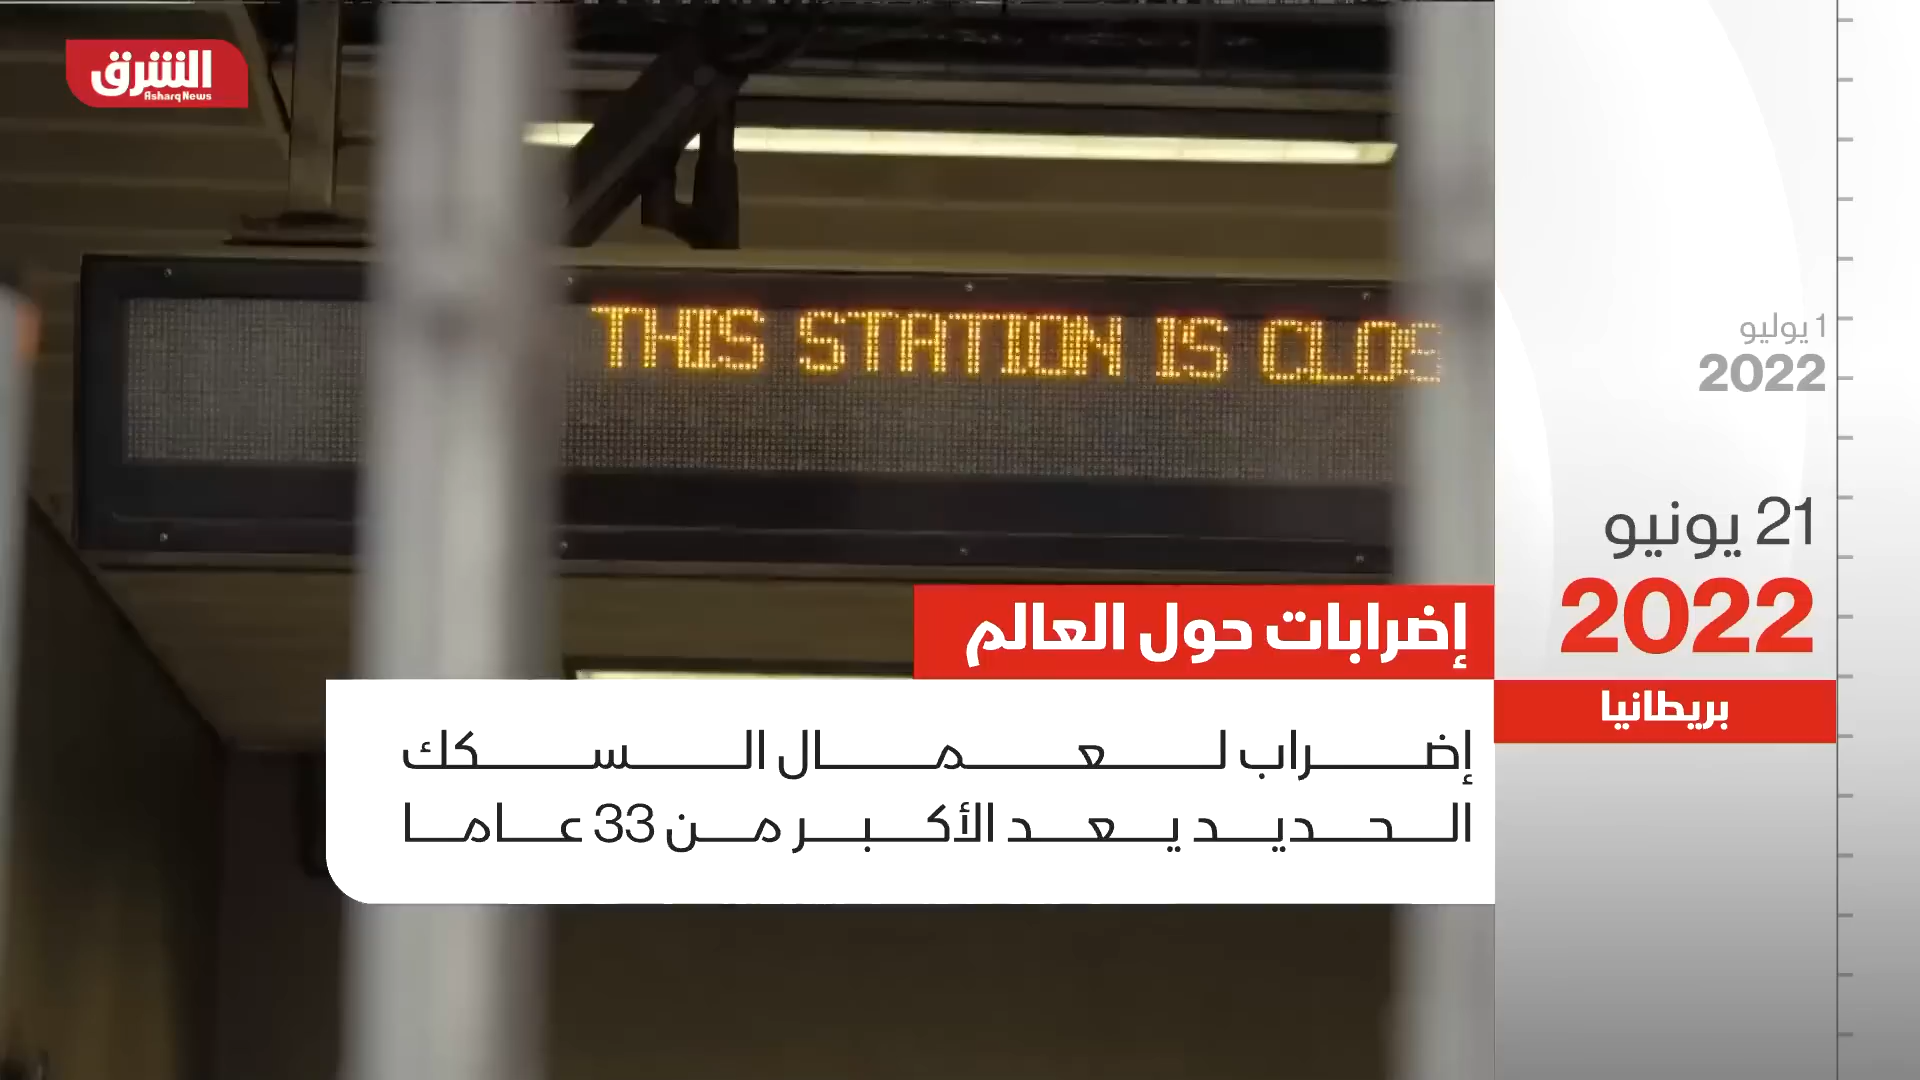 الشرق
Asharq News
THIS STATION IS CLOS
1 يوليو
2022
21 يونيو
2022
بريطانيا
إضرابات حول العالم
إضراب لعمال السكك
الحديد يعد الأكبر من 33 عاما